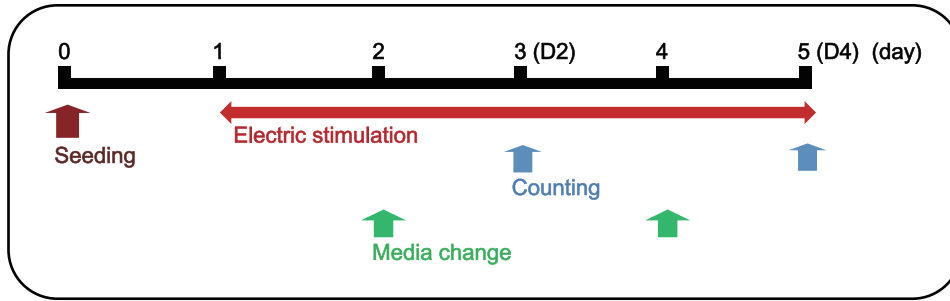 0 1 2 3 (D2) 4 5 (D4) (day)
Electric stimulation
Seeding
Counting
Media change